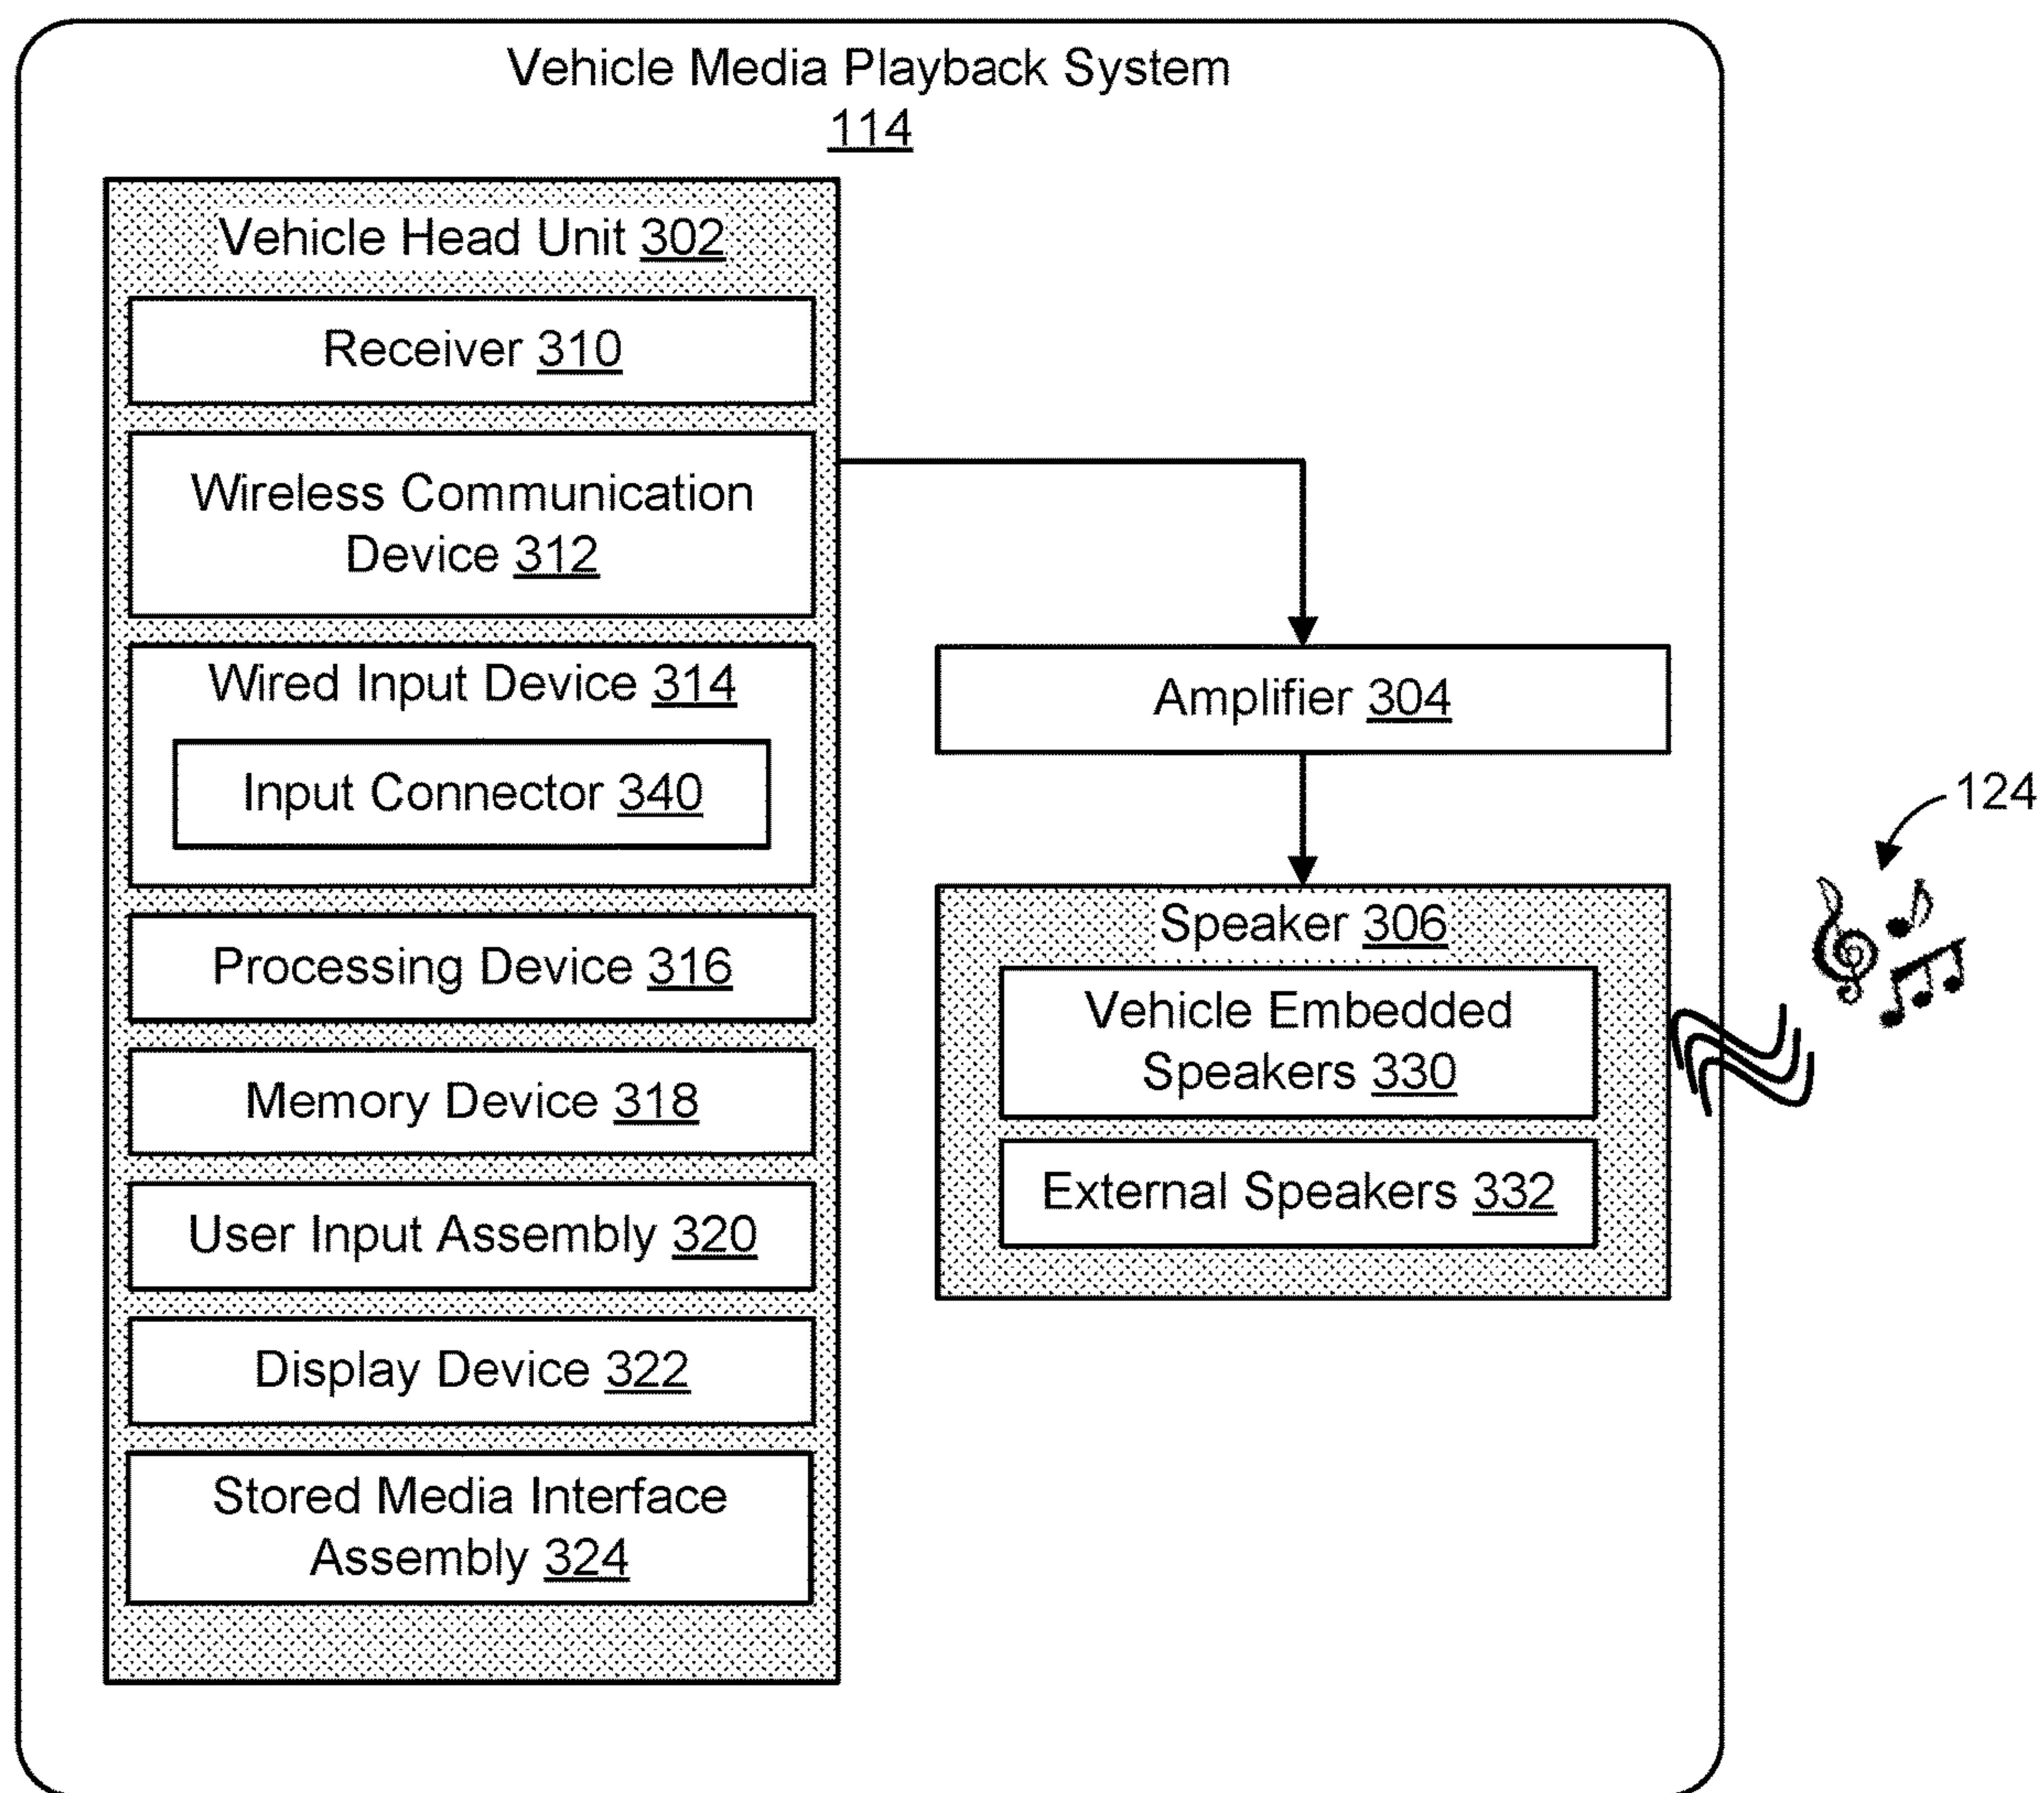 Vehicle Media Playback System
114
Vehicle Head Unit 302
Receiver 310
Wireless Communication
Device 312
Wired Input Device 314
Input Connector 340
Processing Device 316
Memory Device 318
User Input Assembly 320
Display Device 322
Stored Media Interface
Assembly 324
Amplifier 304
Speaker 306
Vehicle Embedded
Speakers 330
External Speakers 332
124